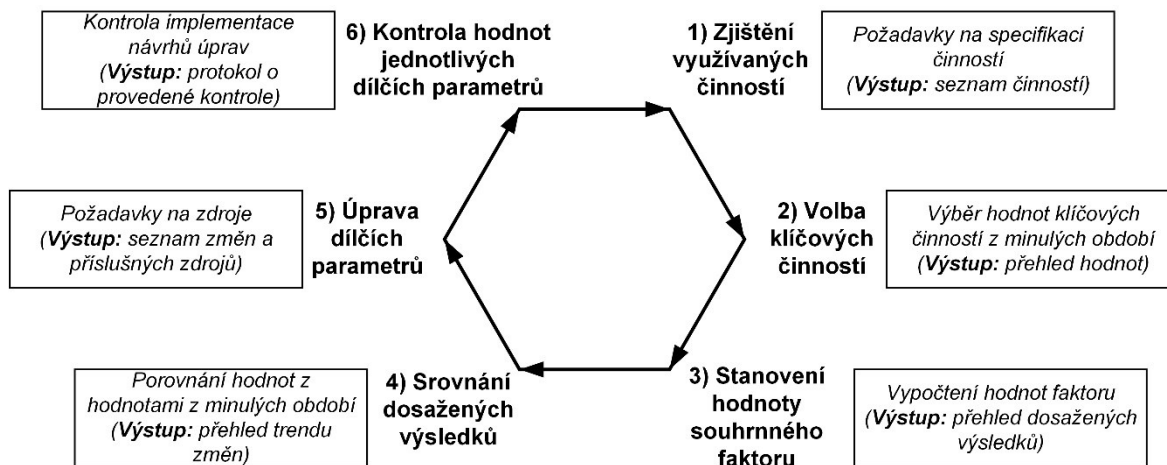 Kontrola implementace
návrhů úprav
(Výstup: protokol o
provedené kontrole)
6) Kontrola hodnot
jednotlivých
dílčích parametrů
1) Zjištění
využívaných
činností
Požadavky na specifikaci
činností
(Výstup: seznam činností)
Požadavky na zdroje
(Výstup: seznam změn a
příslušných zdrojů)
5) Úprava
dílčích
parametrů
2) Volba
klíčových
činností
Výběr hodnot klíčových
činností z minulých období
(Výstup: přehled hodnot)
Porovnání hodnot z
hodnotami z minulých období
(Výstup: přehled trendu
změn)
4) Srovnání
dosažených
výsledků
3) Stanovení
hodnoty
souhrnného
faktoru
Vypočtení hodnot faktoru
(Výstup: přehled dosažených
výsledků)